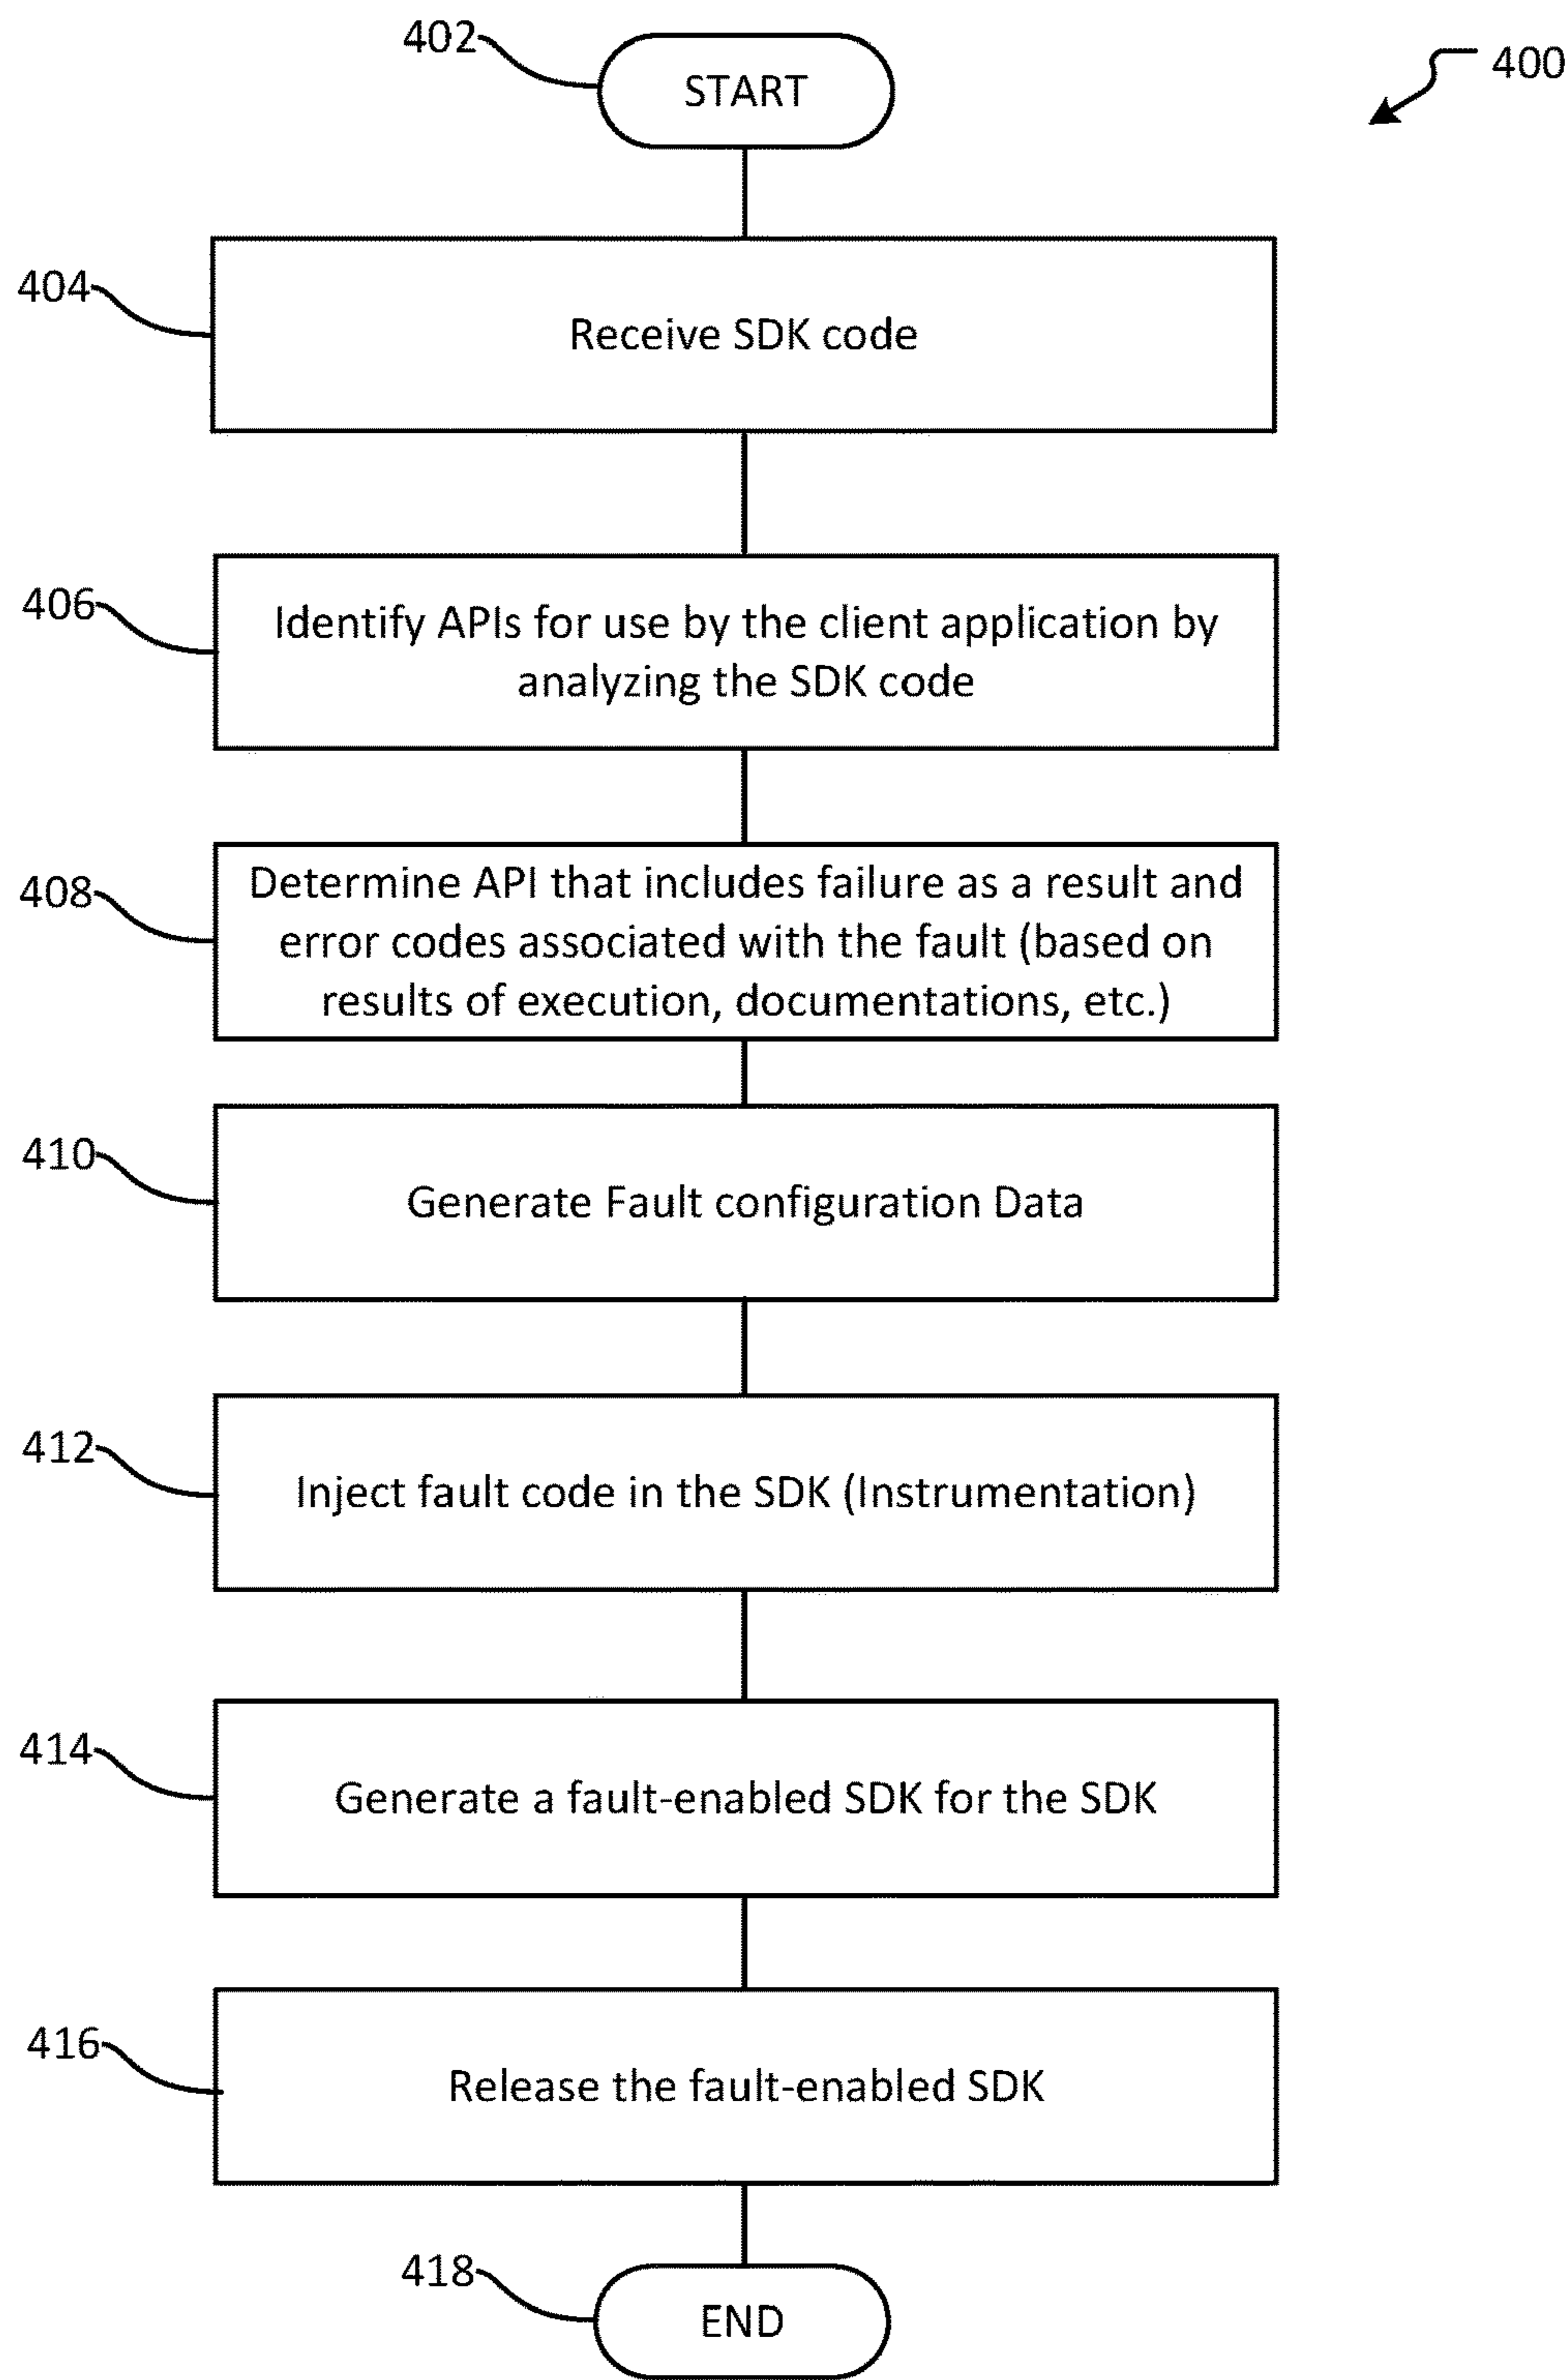 402
START
400
404
Receive SDK code
406
Identify APIs for use by the client application by
analyzing the SDK code
408
Determine API that includes failure as a result and
error codes associated with the fault (based on
results of execution, documentations, etc.)
410
Generate Fault configuration Data
412
Inject fault code in the SDK (Instrumentation)
414
Generate a fault-enabled SDK for the SDK
416
Release the fault-enabled SDK
418
END